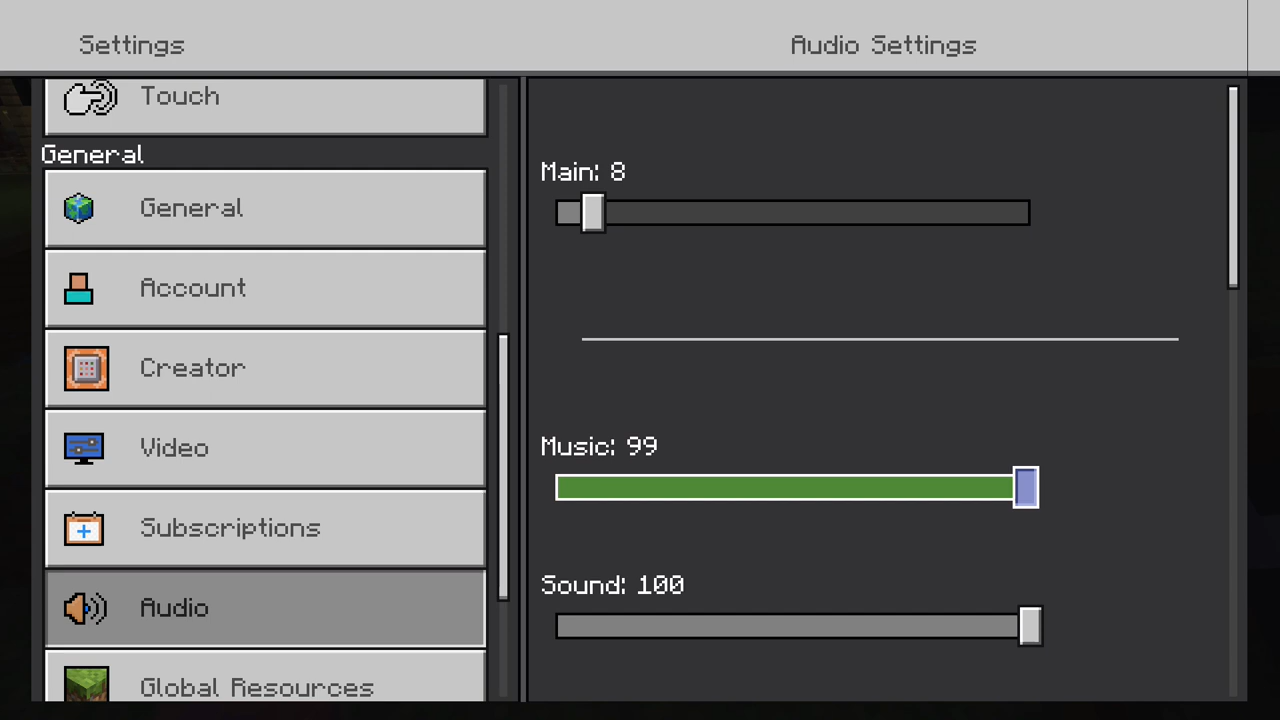 Settings
Audio Settings
Touch
General
General
Account
Creator
Video
Subscriptions
Audio
Global Resources
Main: 8
Music: 99
Sound: 100